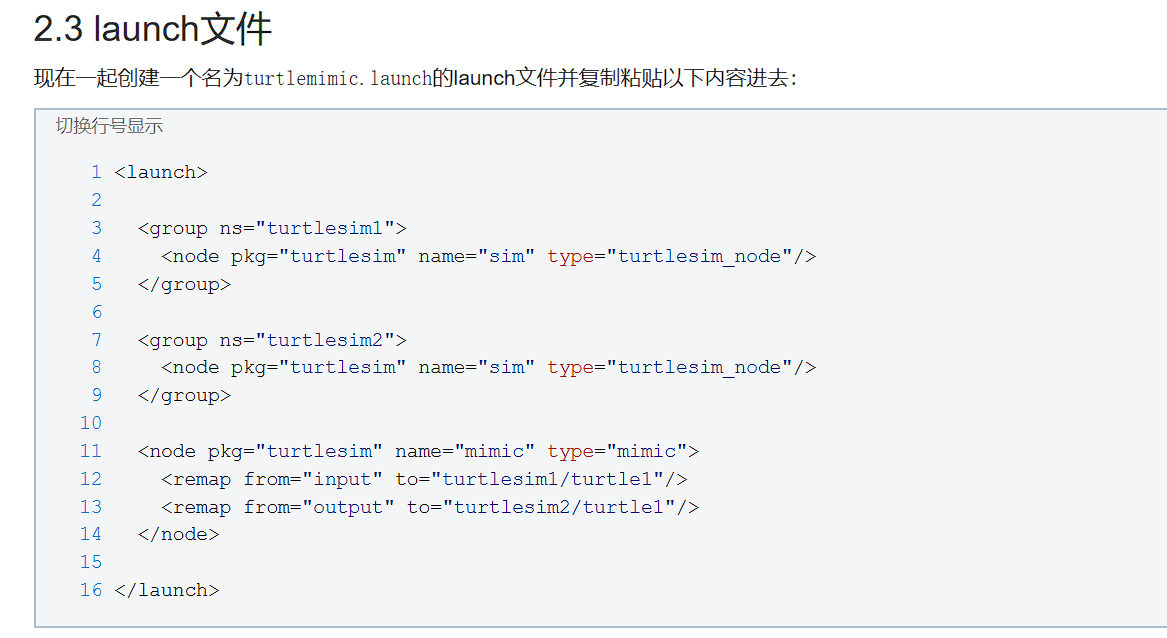 2.3 launch文件
现在一起创建一个名为turtlemimic.launch的launch文件并复制粘贴以下内容进去：
切换行号显示
1 <launch>
2
3   <group ns="turtlesim1">
4     <node pkg="turtlesim" name="sim" type="turtlesim_node"/>
5   </group>
6
7   <group ns="turtlesim2">
8     <node pkg="turtlesim" name="sim" type="turtlesim_node"/>
9   </group>
10
11   <node pkg="turtlesim" name="mimic" type="mimic">
12     <remap from="input" to="turtlesim1/turtle1"/>
13     <remap from="output" to="turtlesim2/turtle1"/>
14   </node>
15
16 </launch>